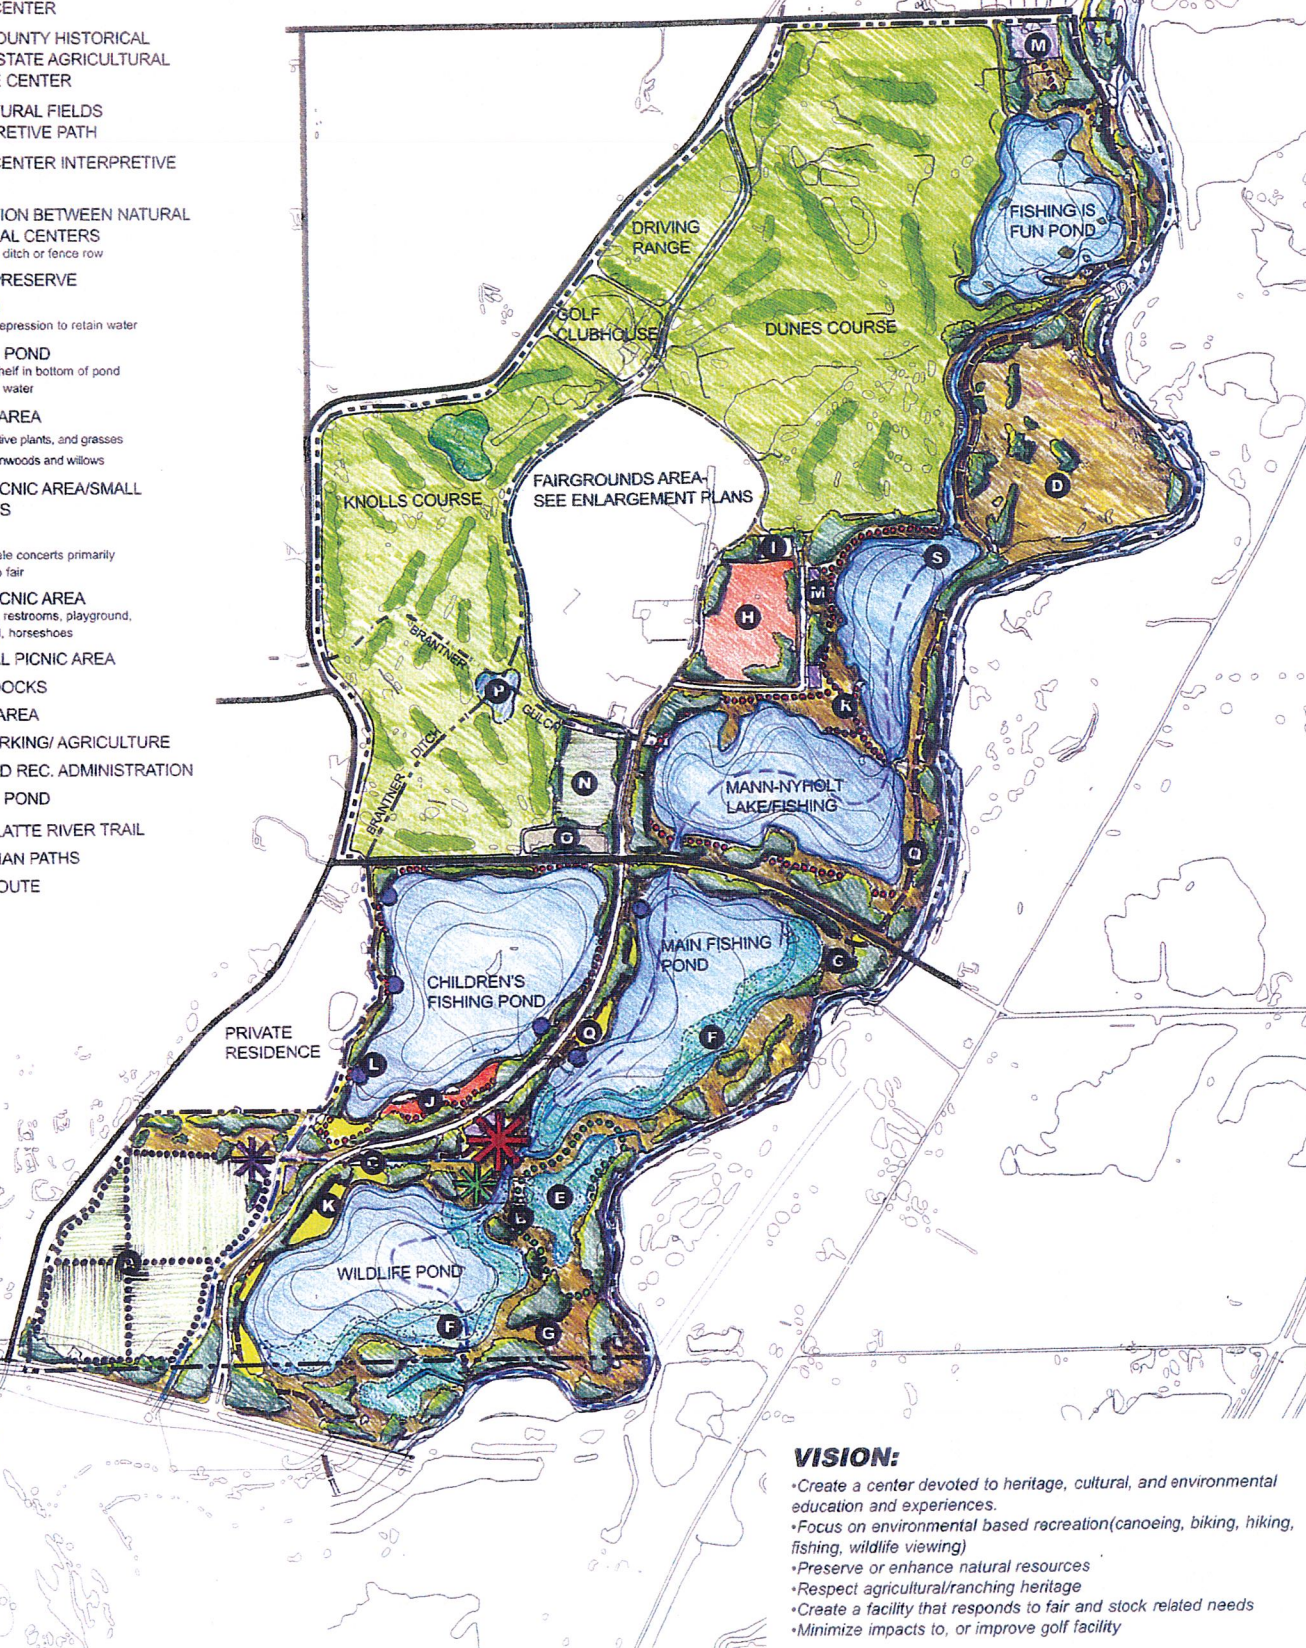 CENTER
OUNTY HISTORICAL
STATE AGRICULTURAL
E CENTER
URAL FIELDS
RETIVE PATH
CENTER INTERPRETIVE
ION BETWEEN NATURAL
AL CENTERS
ditch or fence row
PRESERVE
epression to retain water
POND
helf in bottom of pond
water
AREA
tive plants, and grasses
nwoods and willows
CNIC AREA/SMALL
S
ale concerts primarily
o fair
CNIC AREA
restrooms, playground,
l, horseshoes
L PICNIC AREA
DOCKS
AREA
RKING/ AGRICULTURE
D REC. ADMINISTRATION
POND
LATTE RIVER TRAIL
IAN PATHS
OUTE
M
FISHING IS
FUN POND
DRIVING
RANGE
GOLF
CLUBHOUSE
DUNES COURSE
KNOLLS COURSE
FAIRGROUNDS AREA-
SEE ENLARGEMENT PLANS
D
I
S
M
H
BRANTNER
P
GULCH
K
DITCH
BRANTNER
N
MANN-NYHOLT
LAKE/FISHING
O
Q
MAIN FISHING
POND
G
CHILDREN'S
FISHING POND
Q
F
PRIVATE
RESIDENCE
L
J
C
E
K
L
A
WILDLIFE POND
F
G
VISION:
•Create a center devoted to heritage, cultural, and environmental
education and experiences.
•Focus on environmental based recreation(canoeing, biking, hiking,
fishing, wildlife viewing)
•Preserve or enhance natural resources
•Respect agricultural/ranching heritage
•Create a facility that responds to fair and stock related needs
•Minimize impacts to, or improve golf facility